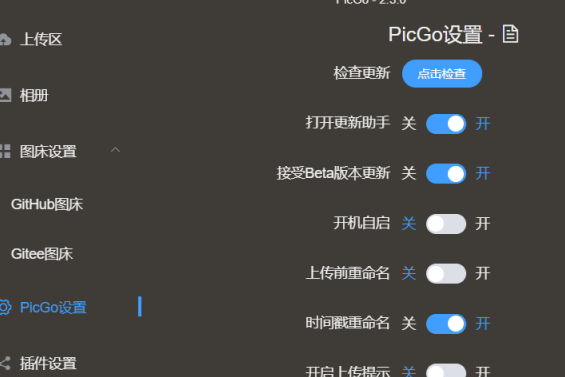 PicGo - 2.3.0
上传区
相册
图床设置
GitHub图床
Gitee图床
PicGo设置
插件设置
PicGo设置 -
检查更新 点击检查
打开更新助手 关 开
接受Beta版本更新 关 开
开机自启 关 开
上传前重命名 关 开
时间戳重命名 关 开
开启上传提示 关 开